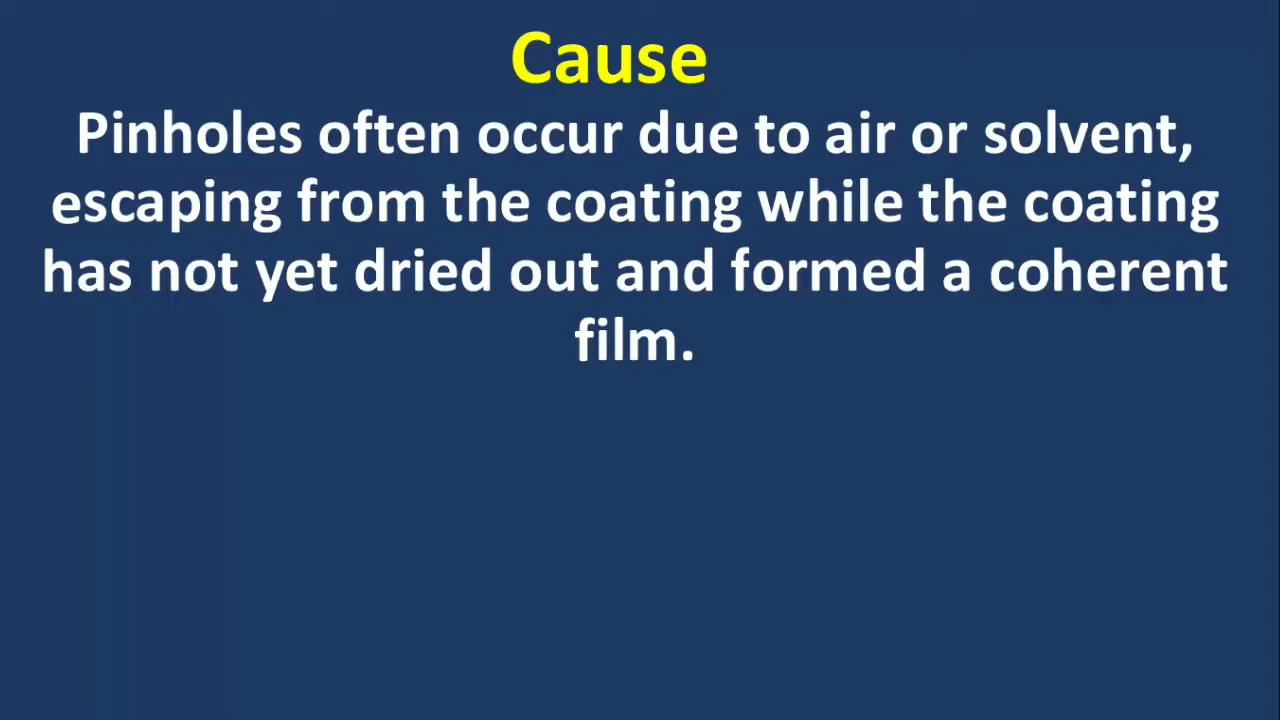 Cause
Pinholes often occur due to air or solvent,
escaping from the coating while the coating
has not yet dried out and formed a coherent
film.